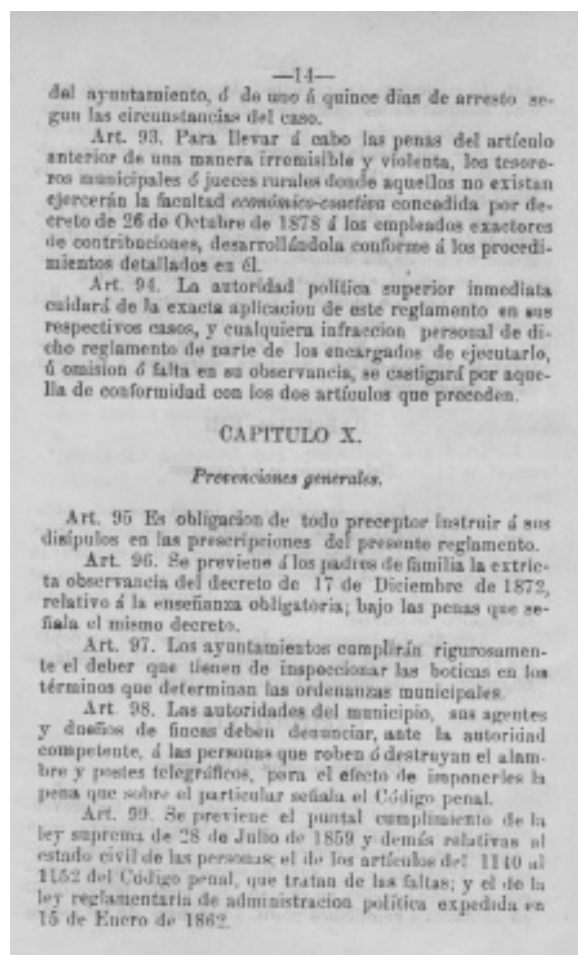 —14—
del ayuntamiento, ó de uno á quince dias de arresto se-
gun las circunstancias del caso.
Art. 93. Para llevar á cabo las penas del artículo
anterior de una manera irremisible y violenta, los tesore-
ros municipales ó jueces rurales donde aquellos no existan
ejercerán la facultad económico-coactiva concedida por de-
creto de 26 de Octubre de 1878 á los empleados exactores
de contribuciones, desarrollándola conforme á los procedi-
mientos detallados en él.
Art. 94. La autoridad política superior inmediata
cuidará de la exacta aplicacion de este reglamento en sus
respectivos casos, y cualquiera infraccion personal de di-
cho reglamento de parte de los encargados de ejecutarlo,
ú omision ó falta en su observancia, se castigará por aque-
lla de conformidad con los dos artículos que preceden.
CAPITULO X.
Prevenciones generales.
Art. 95 Es obligacion de todo preceptor instruir á sus
disípulos en las prescripciones del presente reglamento.
Art. 96. Se previene á los padres de familia la extric-
ta observancia del decreto de 17 de Diciembre de 1872,
relativo á la enseñanza obligatoria; bajo las penas que se-
ñala el mismo decreto.
Art. 97. Los ayuntamientos cumplirán rigurosamen-
te el deber que tienen de inspeccionar las boticas en los
términos que determinan las ordenanzas municipales.
Art. 98. Las autoridades del municipio, sus agentes
y dueños de fincas deben denunciar, ante la autoridad
competente, á las personas que roben ó destruyan el alam-
bre y postes telegráficos, para el efecto de imponerles la
pena que sobre el particular señala el Código penal.
Art. 99. Se previene el puntal cumplimiento de la
ley suprema de 28 de Julio de 1859 y demás relativas al
estado civil de las personas; el de los artículos del 1140 al
1152 del Código penal, que tratan de las faltas; y el de la
ley reglamentaria de administracion política expedida en
15 de Enero de 1862.